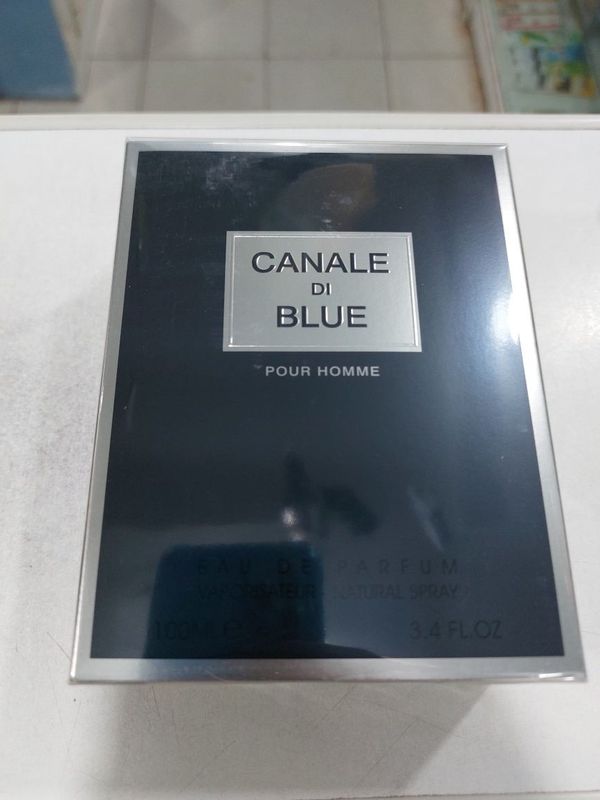 CANALE
DI
BLUE
POUR HOMME
EAU DE PARFUM
VAPORISATEUR - NATURAL SPRAY
100ML ℮
3.4 FL.OZ